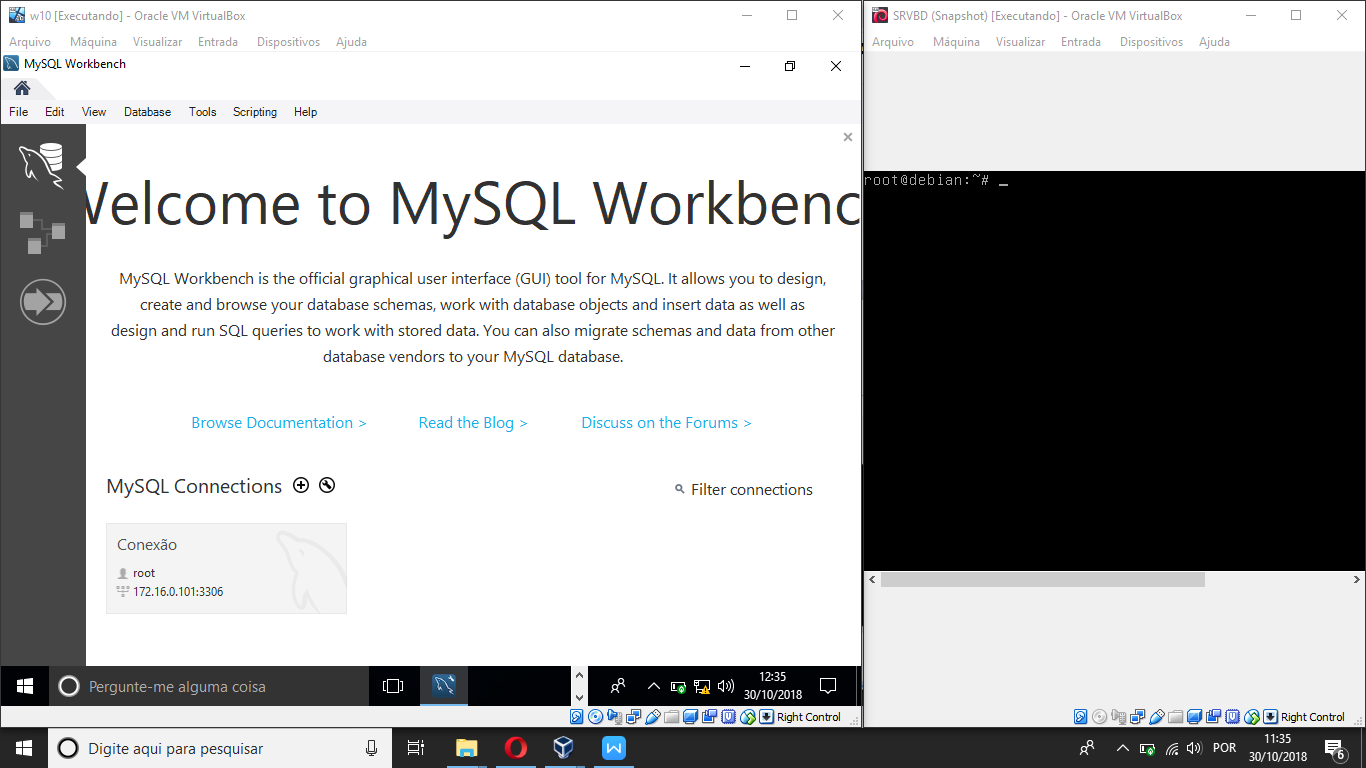 w10 [Executando] - Oracle VM VirtualBox
Arquivo Máquina Visualizar Entrada Dispositivos Ajuda
MySQL Workbench
File Edit View Database Tools Scripting Help
Welcome to MySQL Workbenc
MySQL Workbench is the official graphical user interface (GUI) tool for MySQL. It allows you to design,
create and browse your database schemas, work with database objects and insert data as well as
design and run SQL queries to work with stored data. You can also migrate schemas and data from other
database vendors to your MySQL database.
Browse Documentation > Read the Blog > Discuss on the Forums >
MySQL Connections Filter connections
Conexão
root
172.16.0.101:3306
Pergunte-me alguma coisa
12:35
30/10/2018
Right Control
SRVBD (Snapshot) [Executando] - Oracle VM VirtualBox
Arquivo Máquina Visualizar Entrada Dispositivos Ajuda
root@debian:~# _
Right Control
Digite aqui para pesquisar
W
POR
11:35
30/10/2018
6